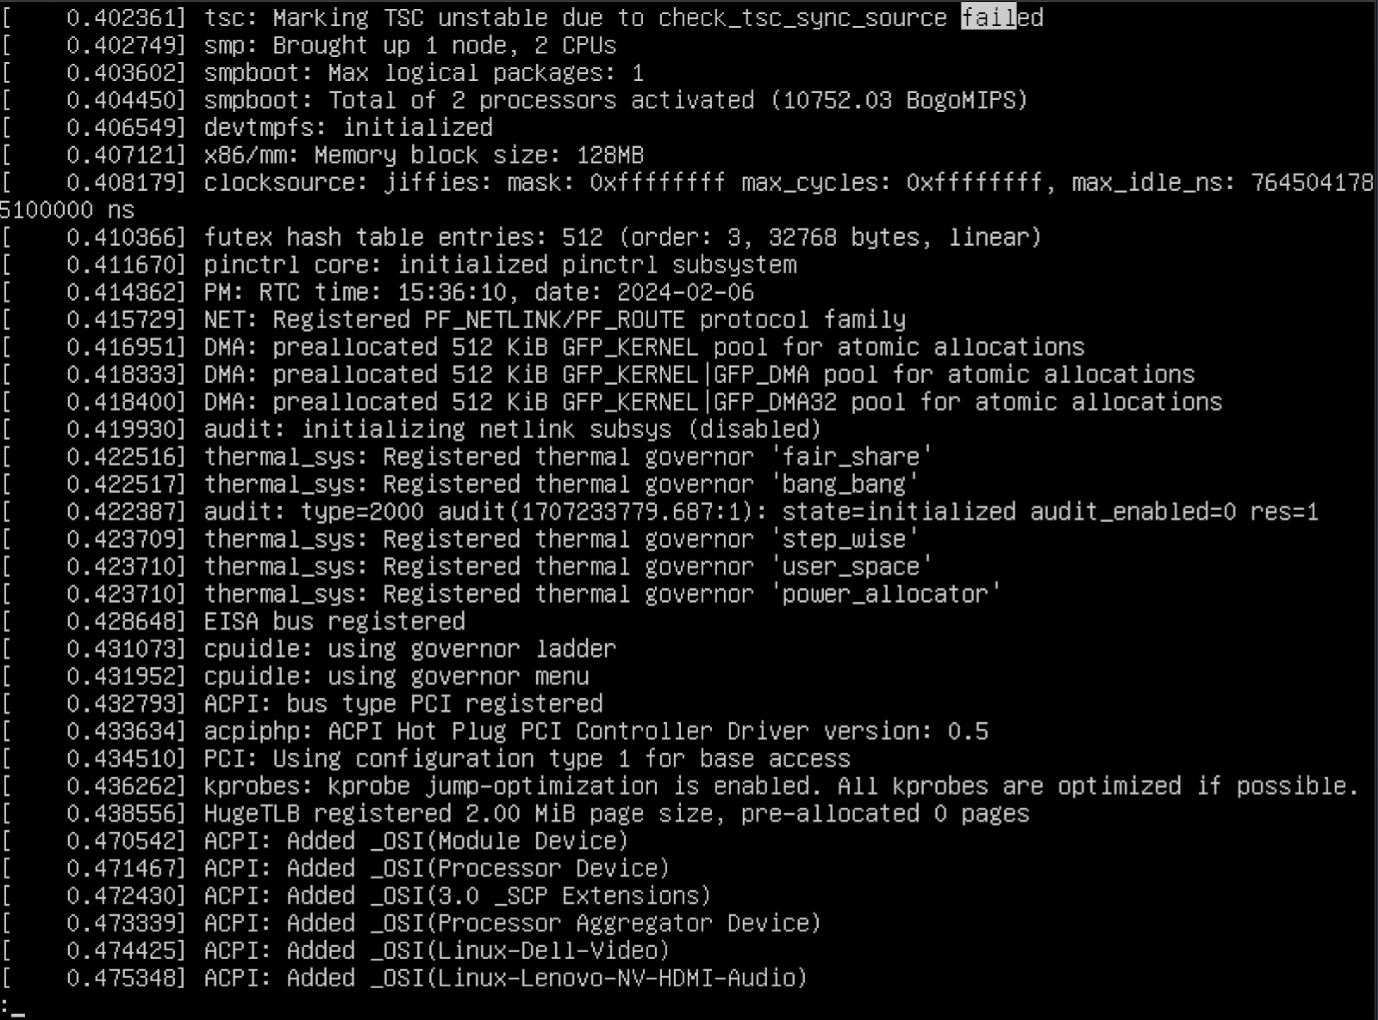 [    0.402361] tsc: Marking TSC unstable due to check_tsc_sync_source failed
[    0.402749] smp: Brought up 1 node, 2 CPUs
[    0.403602] smpboot: Max logical packages: 1
[    0.404450] smpboot: Total of 2 processors activated (10752.03 BogoMIPS)
[    0.406549] devtmpfs: initialized
[    0.407121] x86/mm: Memory block size: 128MB
[    0.408179] clocksource: jiffies: mask: 0xffffffff max_cycles: 0xffffffff, max_idle_ns: 764504178
5100000 ns
[    0.410366] futex hash table entries: 512 (order: 3, 32768 bytes, linear)
[    0.411670] pinctrl core: initialized pinctrl subsystem
[    0.414362] PM: RTC time: 15:36:10, date: 2024-02-06
[    0.415729] NET: Registered PF_NETLINK/PF_ROUTE protocol family
[    0.416951] DMA: preallocated 512 KiB GFP_KERNEL pool for atomic allocations
[    0.418333] DMA: preallocated 512 KiB GFP_KERNEL|GFP_DMA pool for atomic allocations
[    0.418400] DMA: preallocated 512 KiB GFP_KERNEL|GFP_DMA32 pool for atomic allocations
[    0.419930] audit: initializing netlink subsys (disabled)
[    0.422516] thermal_sys: Registered thermal governor 'fair_share'
[    0.422517] thermal_sys: Registered thermal governor 'bang_bang'
[    0.422387] audit: type=2000 audit(1707233779.687:1): state=initialized audit_enabled=0 res=1
[    0.423709] thermal_sys: Registered thermal governor 'step_wise'
[    0.423710] thermal_sys: Registered thermal governor 'user_space'
[    0.423710] thermal_sys: Registered thermal governor 'power_allocator'
[    0.428648] EISA bus registered
[    0.431073] cpuidle: using governor ladder
[    0.431952] cpuidle: using governor menu
[    0.432793] ACPI: bus type PCI registered
[    0.433634] acpiphp: ACPI Hot Plug PCI Controller Driver version: 0.5
[    0.434510] PCI: Using configuration type 1 for base access
[    0.436262] kprobes: kprobe jump-optimization is enabled. All kprobes are optimized if possible.
[    0.438556] HugeTLB registered 2.00 MiB page size, pre-allocated 0 pages
[    0.470542] ACPI: Added _OSI(Module Device)
[    0.471467] ACPI: Added _OSI(Processor Device)
[    0.472430] ACPI: Added _OSI(3.0 _SCP Extensions)
[    0.473339] ACPI: Added _OSI(Processor Aggregator Device)
[    0.474425] ACPI: Added _OSI(Linux-Dell-Video)
[    0.475348] ACPI: Added _OSI(Linux-Lenovo-NV-HDMI-Audio)
:_